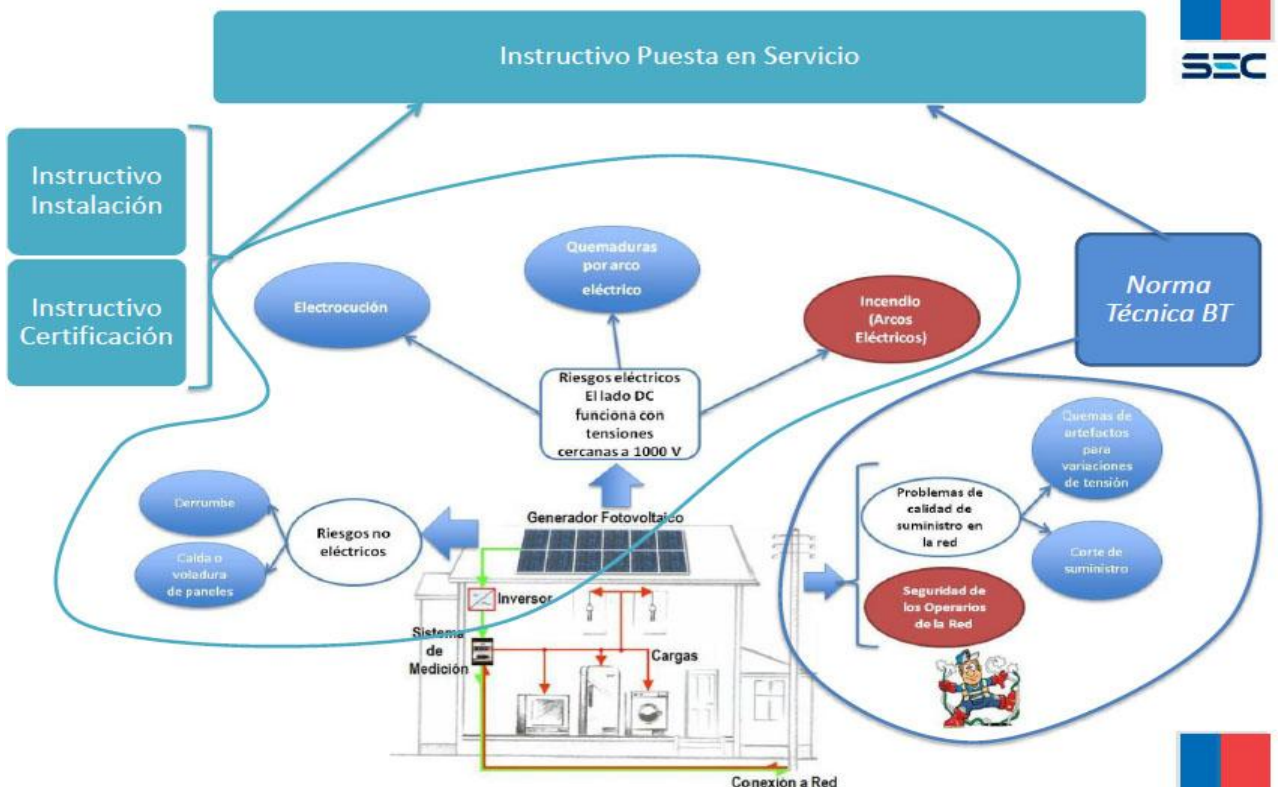 Instructivo Puesta en Servicio
SEC
Instructivo
Instalación
Instructivo
Certificación
Norma
Técnica BT
Electrocución
Quemaduras
por arco
eléctrico
Incendio
(Arcos
Eléctricos)
Riesgos eléctricos
El lado DC
funciona con
tensiones
cercanas a 1000 V
Derrumbe
Caída o
voladura
de paneles
Riesgos no
eléctricos
Generador Fotovoltaico
Inversor
Sistema
de
Medición
Cargas
Conexión a Red
Problemas de
calidad de
suministro en
la red
Quemas de
artefactos
para
variaciones
de tensión
Corte de
suministro
Seguridad de
los Operarios
de la Red